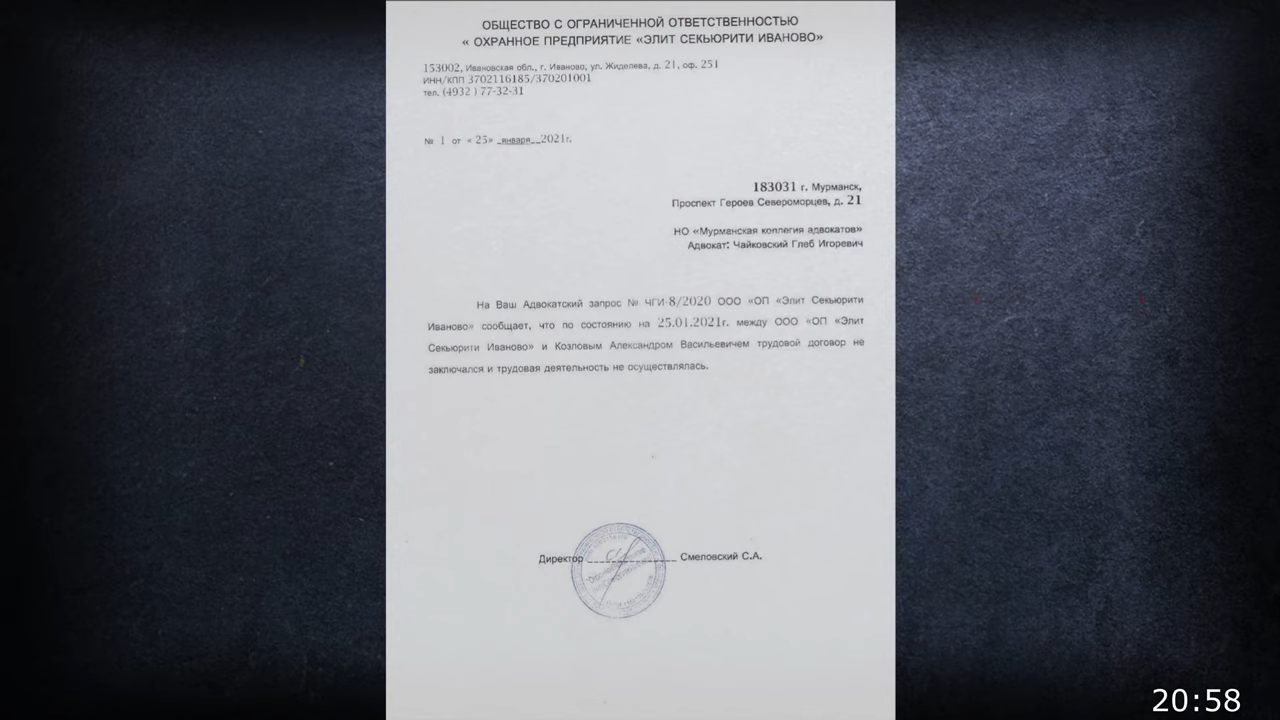 ОБЩЕСТВО С ОГРАНИЧЕННОЙ ОТВЕТСТВЕННОСТЬЮ
« ОХРАННОЕ ПРЕДПРИЯТИЕ «ЭЛИТ СЕКЬЮРИТИ ИВАНОВО»
153002, Ивановская обл., г. Иваново, ул. Жиделева, д. 21, оф. 251
ИНН/КПП 3702116185/370201001
тел. (4932 ) 77-32-31
№ 1 от « 25» _января__2021г.
183031 г. Мурманск,
Проспект Героев Североморцев, д. 21
НО «Мурманская коллегия адвокатов»
Адвокат: Чайковский Глеб Игоревич
На Ваш Адвокатский запрос № ЧГИ-8/2020 ООО «ОП «Элит Секьюрити
Иваново» сообщает, что по состоянию на 25.01.2021г. между ООО «ОП «Элит
Секьюрити Иваново» и Козловым Александром Васильевичем трудовой договор не
заключался и трудовая деятельность не осуществлялась.
Директор ______________ Смеловский С.А.
20:58